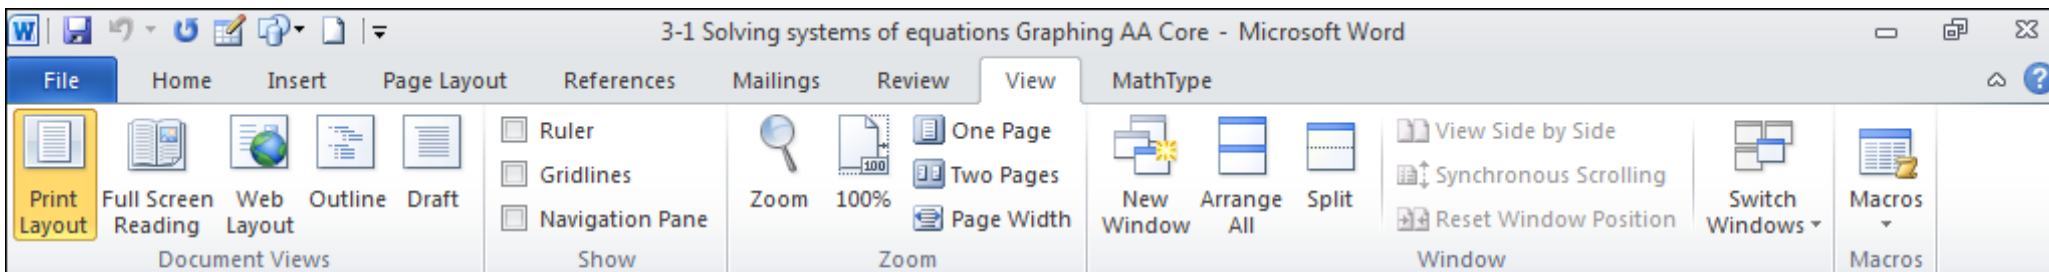 W
3-1 Solving systems of equations Graphing AA Core - Microsoft Word
File Home Insert Page Layout References Mailings Review View MathType ?
Print Layout
Full Screen Reading
Web Layout
Outline
Draft
Document Views
Ruler
Gridlines
Navigation Pane
Show
Zoom
100
100%
One Page
Two Pages
Page Width
Zoom
New Window
Arrange All
Split
View Side by Side
Synchronous Scrolling
Reset Window Position
Switch Windows
Window
Macros
Macros